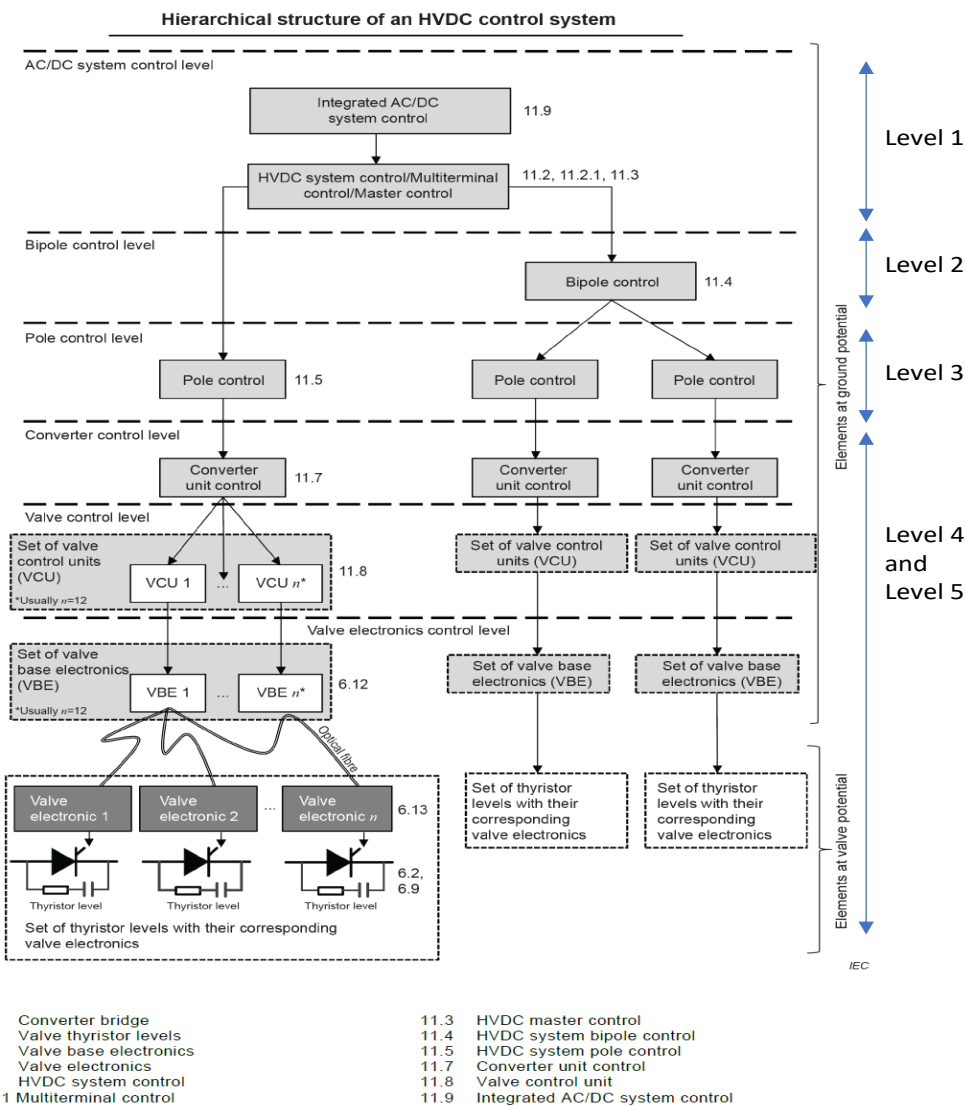 Hierarchical structure of an HVDC control system
AC/DC system control level
Integrated AC/DC
system control
11.9
Level 1
HVDC system control/Multiterminal
control/Master control
11.2, 11.2.1, 11.3
Bipole control level
Bipole control
11.4
Level 2
Pole control level
Pole control
11.5
Pole control
Pole control
Level 3
Elements at ground potential
Converter control level
Converter
unit control
11.7
Converter
unit control
Converter
unit control
Valve control level
Set of valve
control units
(VCU)
*Usually n=12
VCU 1
...
VCU n*
11.8
Set of valve control
units (VCU)
Set of valve control
units (VCU)
Level 4
and
Level 5
Valve electronics control level
Set of valve
base electronics
(VBE)
*Usually n=12
VBE 1
...
VBE n*
6.12
Set of valve base
electronics (VBE)
Set of valve base
electronics (VBE)
Optical fibre
Valve
electronic 1
Valve
electronic 2
...
Valve
electronic n
6.13
Set of thyristor
levels with their
corresponding
valve electronics
Set of thyristor
levels with their
corresponding
valve electronics
Elements at valve potential
6.2,
6.9
Thyristor level
Thyristor level
Thyristor level
Set of thyristor levels with their corresponding
valve electronics
IEC
Converter bridge
Valve thyristor levels
Valve base electronics
Valve electronics
HVDC system control
1 Multiterminal control
11.3 HVDC master control
11.4 HVDC system bipole control
11.5 HVDC system pole control
11.7 Converter unit control
11.8 Valve control unit
11.9 Integrated AC/DC system control